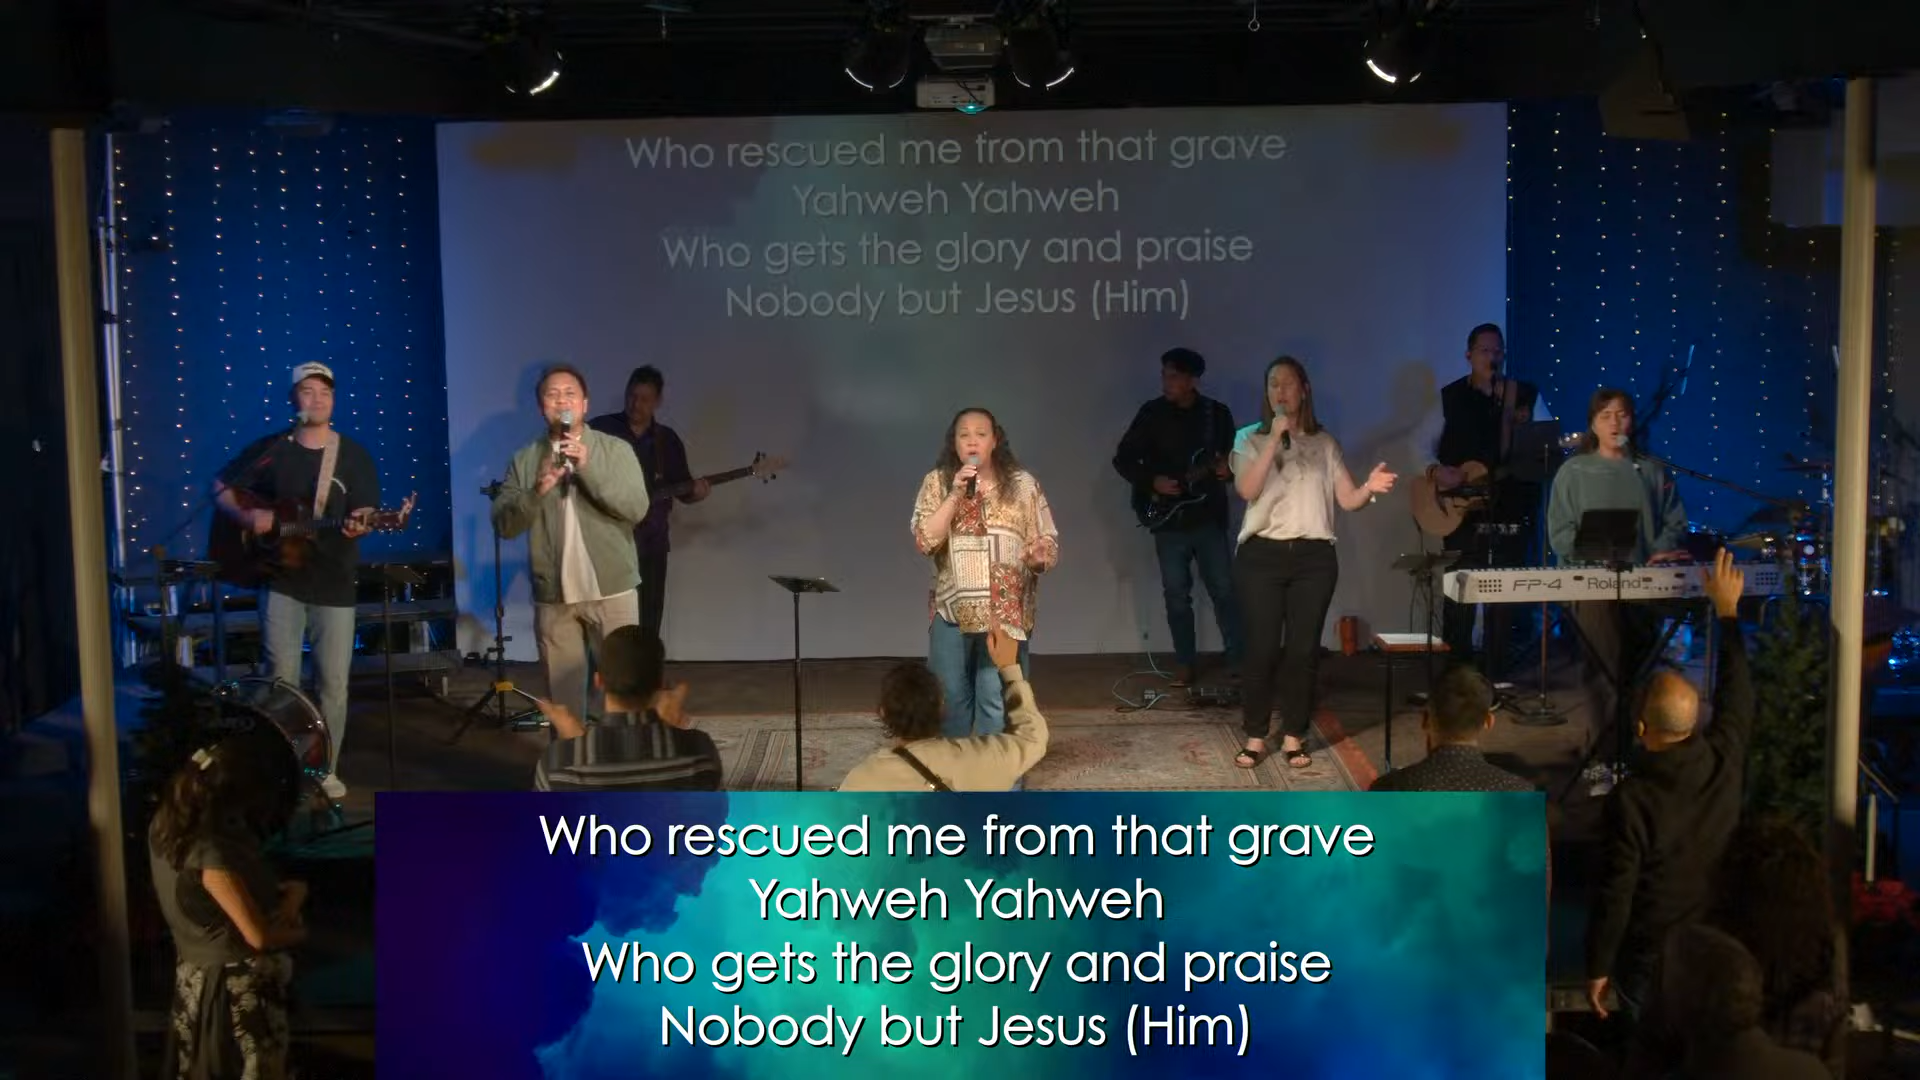 Who rescued me from that grave
Yahweh Yahweh
Who gets the glory and praise
Nobody but Jesus (Him)
FP-4 Roland
Who rescued me from that grave
Yahweh Yahweh
Who gets the glory and praise
Nobody but Jesus (Him)